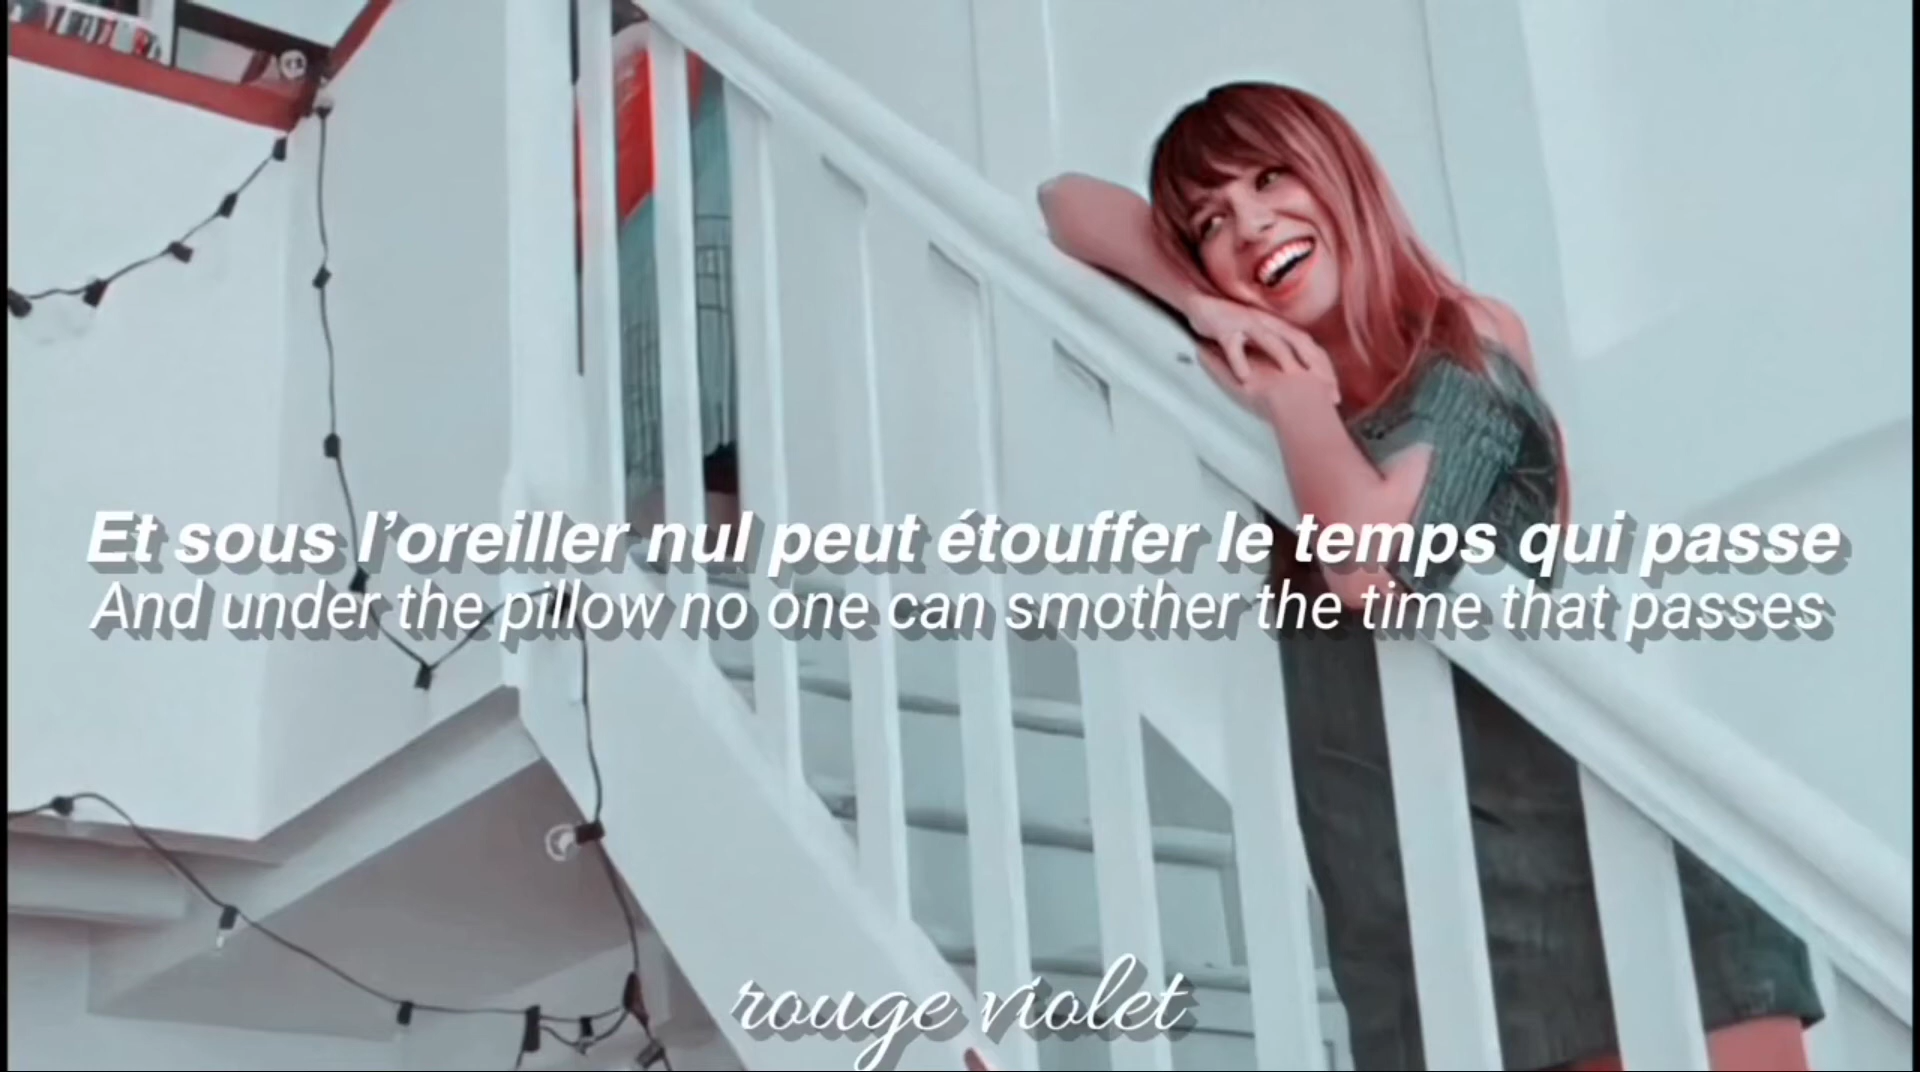 Et sous l’oreiller nul peut étouffer le temps qui passe
And under the pillow no one can smother the time that passes
rouge violet